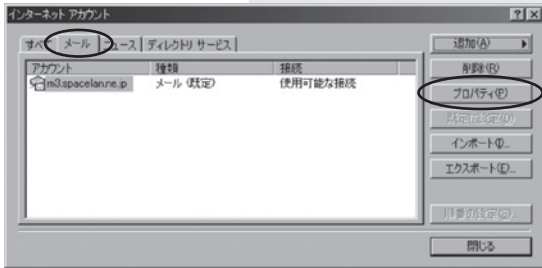 インターネット アカウント
すべて メール ニュース ディレクトリ サービス
追加(A)
アカウント 種類 接続
m3.spacelan.ne.jp メール (既定) 使用可能な接続
削除(R)
プロパティ(P)
既定に設定(D)
インポート(I)...
エクスポート(E)...
順番の設定(S)...
閉じる